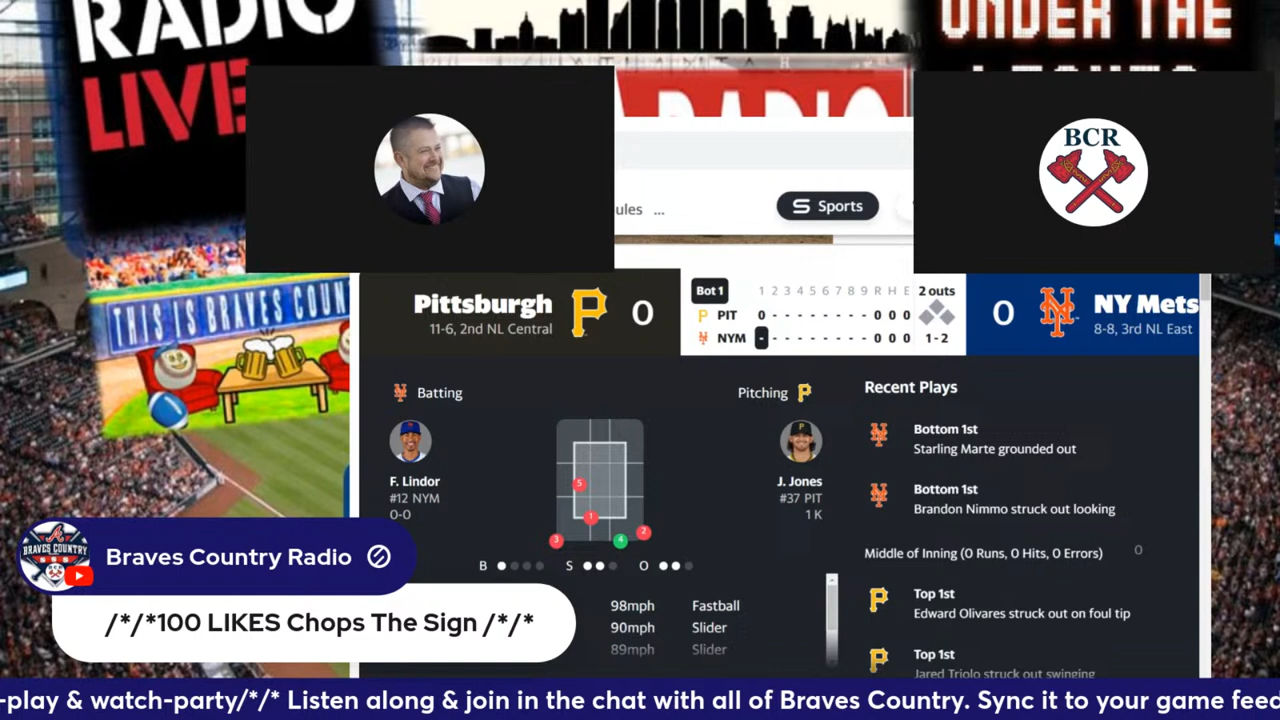 RADIO
LIVE
UNDER THE
RADIO
BCR
ules ...
Sports
THIS IS BRAVES COUN
Pittsburgh
11-6, 2nd NL Central
P
0
Bot 1
1 2 3 4 5 6 7 8 9 R H E
2 outs
P PIT 0 - - - - - - - - 0 0 0
NYM - - - - - - - - - 0 0 0
1-2
0
NY Mets
8-8, 3rd NL East
Batting
Pitching P
F. Lindor
#12 NYM
0-0
5
1
2
3
4
J. Jones
#37 PIT
1 K
B S O
98mph Fastball
90mph Slider
89mph Slider
Recent Plays
Bottom 1st
Starling Marte grounded out
Bottom 1st
Brandon Nimmo struck out looking
Middle of Inning (0 Runs, 0 Hits, 0 Errors) 0
P
Top 1st
Edward Olivares struck out on foul tip
P
Top 1st
Jared Triolo struck out swinging
BRAVES COUNTRY
Braves Country Radio
/*/*100 LIKES Chops The Sign /*/*
-play & watch-party/*/* Listen along & join in the chat with all of Braves Country. Sync it to your game feed